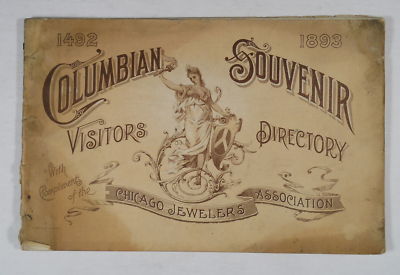 1492 1893
COLUMBIAN SOUVENIR
VISITORS DIRECTORY
With
Compliments
of the
CHICAGO JEWELERS ASSOCIATION